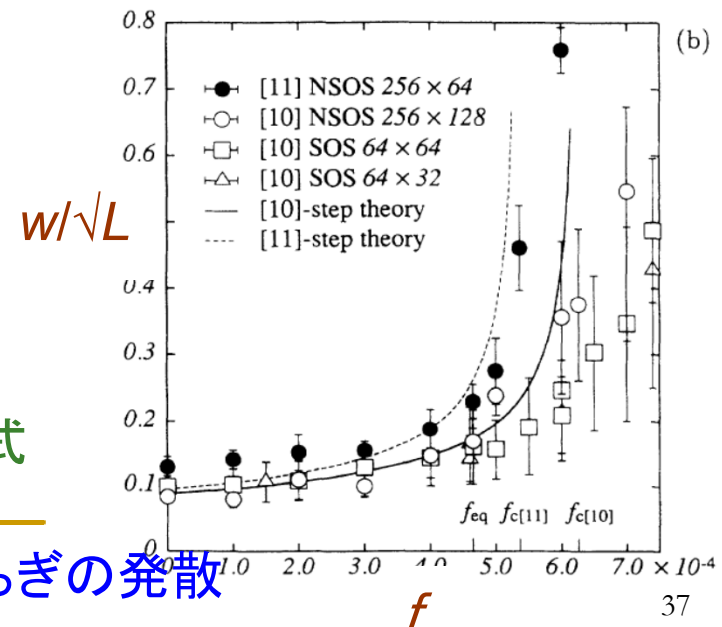 0.8
(b)
0.7
[11] NSOS 256 × 64
[10] NSOS 256 × 128
0.6
[10] SOS 64 × 64
[10] SOS 64 × 32
w/√L
[10]-step theory
[11]-step theory
0.4
0.3
0.2
式
0.1
feq fc[11] fc[10]
0
らぎの発散
1.0 2.0 3.0 4.0 5.0 6.0 7.0 ×10-4
f
37